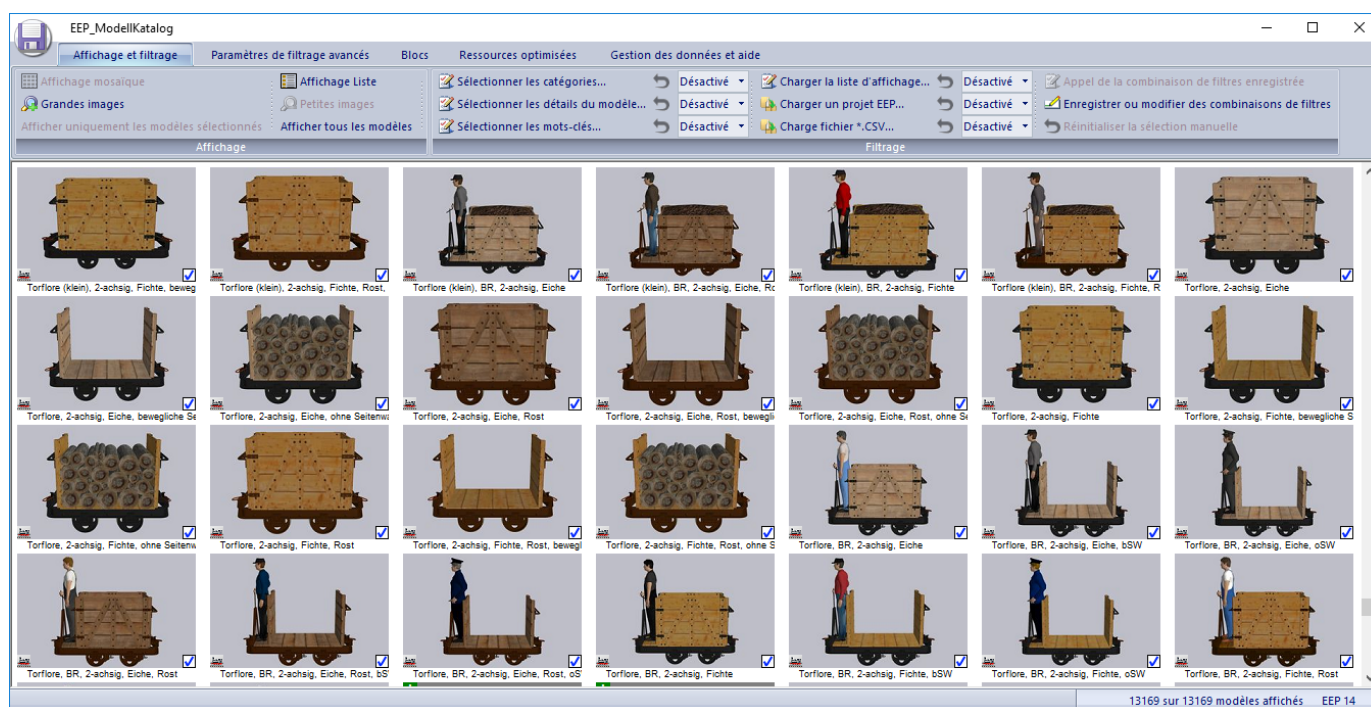 EEP_ModellKatalog
Affichage et filtrage Paramètres de filtrage avancés Blocs Ressources optimisées Gestion des données et aide
Affichage mosaïque Affichage Liste Sélectionner les catégories... Désactivé Charger la liste d'affichage... Désactivé Appel de la combinaison de filtres enregistrée
Grandes images Petites images Sélectionner les détails du modèle... Désactivé Charger un projet EEP... Désactivé Enregistrer ou modifier des combinaisons de filtres
Afficher uniquement les modèles sélectionnés Afficher tous les modèles Sélectionner les mots-clés... Désactivé Charge fichier *.CSV... Désactivé Réinitialiser la sélection manuelle
Affichage Filtrage
Torflore (klein), 2-achsig, Fichte, beweg Torflore (klein), 2-achsig, Fichte, Rost, Torflore (klein), BR, 2-achsig, Eiche Torflore (klein), BR, 2-achsig, Eiche, Ro Torflore (klein), BR, 2-achsig, Fichte Torflore (klein), BR, 2-achsig, Fichte, R Torflore, 2-achsig, Eiche
Torflore, 2-achsig, Eiche, bewegliche Se Torflore, 2-achsig, Eiche, ohne Seitenwa Torflore, 2-achsig, Eiche, Rost Torflore, 2-achsig, Eiche, Rost, bewegli Torflore, 2-achsig, Eiche, Rost, ohne Se Torflore, 2-achsig, Fichte Torflore, 2-achsig, Fichte, bewegliche S
Torflore, 2-achsig, Fichte, ohne Seitenw Torflore, 2-achsig, Fichte, Rost Torflore, 2-achsig, Fichte, Rost, bewegl Torflore, 2-achsig, Fichte, Rost, ohne S Torflore, BR, 2-achsig, Eiche Torflore, BR, 2-achsig, Eiche, bSW Torflore, BR, 2-achsig, Eiche, oSW
Torflore, BR, 2-achsig, Eiche, Rost Torflore, BR, 2-achsig, Eiche, Rost, bS Torflore, BR, 2-achsig, Eiche, Rost, oS Torflore, BR, 2-achsig, Fichte Torflore, BR, 2-achsig, Fichte, bSW Torflore, BR, 2-achsig, Fichte, oSW Torflore, BR, 2-achsig, Fichte, Rost
13169 sur 13169 modèles affichés EEP 14